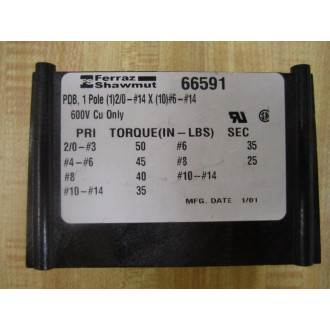 Ferraz
Shawmut
66591
PDB, 1 Pole (1)2/0-#14 X (10)#6-#14
600V Cu Only
PRI TORQUE(IN-LBS) SEC
2/0-#3 50 #6 35
#4-#6 45 #8 25
#8 40 #10-#14
#10-#14 35
MFG. DATE 1/01